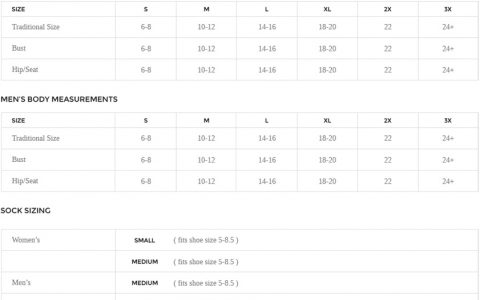 SIZE S M L XL 2X 3X
Traditional Size 6-8 10-12 14-16 18-20 22 24+
Bust 6-8 10-12 14-16 18-20 22 24+
Hip/Seat 6-8 10-12 14-16 18-20 22 24+
MEN'S BODY MEASUREMENTS
SIZE S M L XL 2X 3X
Traditional Size 6-8 10-12 14-16 18-20 22 24+
Bust 6-8 10-12 14-16 18-20 22 24+
Hip/Seat 6-8 10-12 14-16 18-20 22 24+
SOCK SIZING
Women's SMALL ( fits shoe size 5-8.5 )
MEDIUM ( fits shoe size 5-8.5 )
Men's MEDIUM ( fits shoe size 5-8.5 )